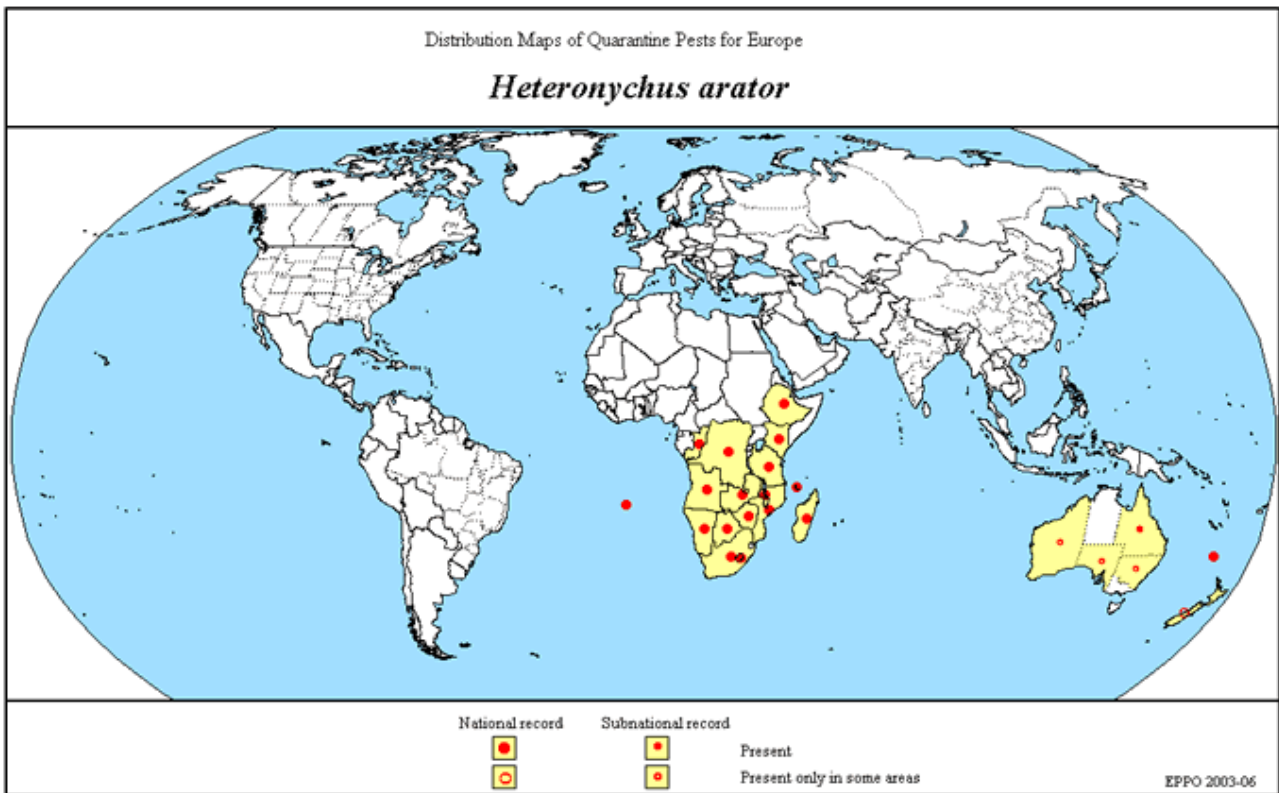 Distribution Maps of Quarantine Pests for Europe
Heteronychus arator
National record Subnational record
Present
Present only in some areas
EPPO 2003-06